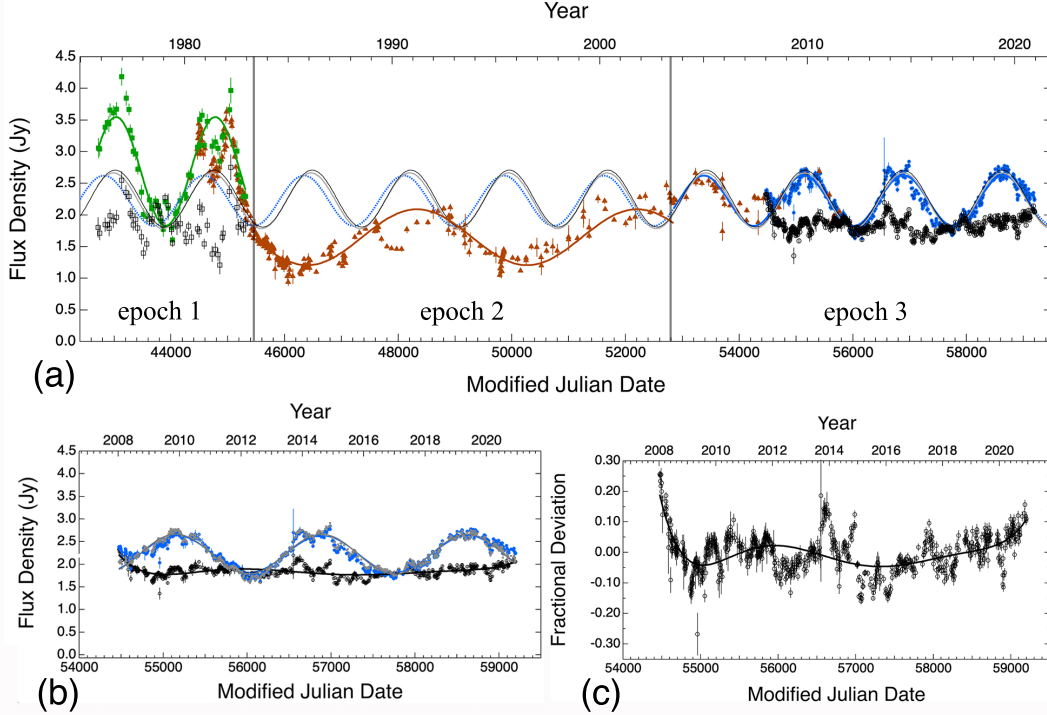 Year
1980 1990 2000 2010 2020
4.5
4.0
3.5
3.0
2.5
2.0
1.5
1.0
0.5
0.0
Flux Density (Jy)
epoch 1 epoch 2 epoch 3
44000 46000 48000 50000 52000 54000 56000 58000
(a)
Modified Julian Date
Year
2008 2010 2012 2014 2016 2018 2020
4.5
4.0
3.5
3.0
2.5
2.0
1.5
1.0
0.5
0.0
Flux Density (Jy)
54000 55000 56000 57000 58000 59000
(b)
Modified Julian Date
Year
2008 2010 2012 2014 2016 2018 2020
0.30
0.20
0.10
0.00
-0.10
-0.20
-0.30
Fractional Deviation
54000 55000 56000 57000 58000 59000
(c)
Modified Julian Date